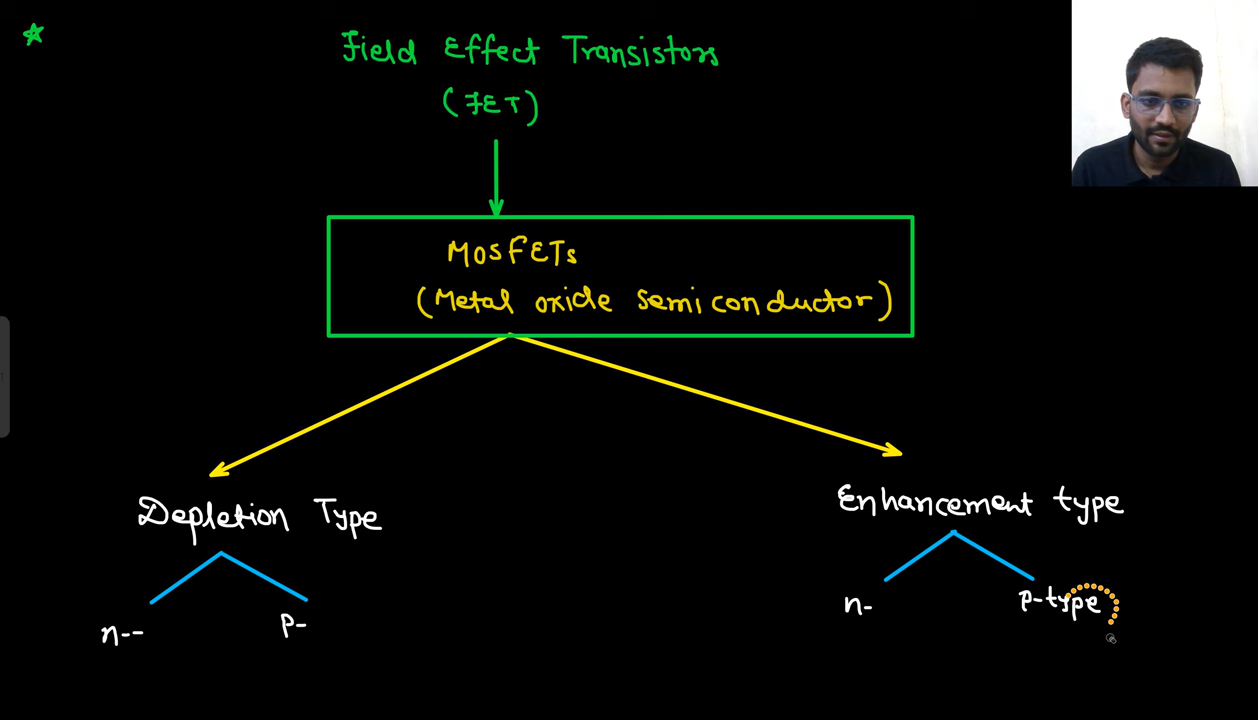 Field Effect Transistors
(FET)
MOSFETs
(Metal oxide semiconductor)
Depletion Type
Enhancement type
n-
p-type
n--
p-